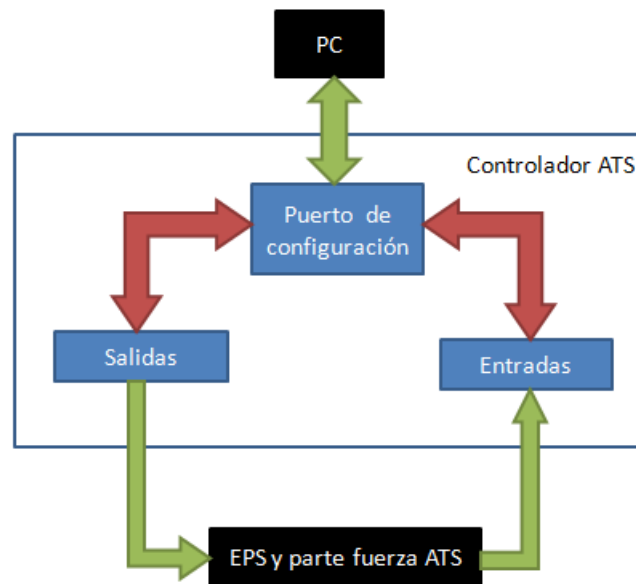 PC
Controlador ATS
Puerto de
configuración
Salidas
Entradas
EPS y parte fuerza ATS